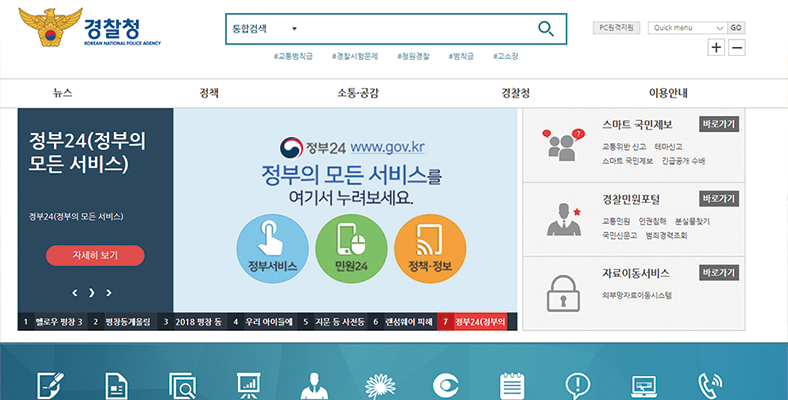 경찰청
KOREAN NATIONAL POLICE AGENCY
통합검색
#교통범칙금 #경찰시험문제 #청원경찰 #범칙금 #고소장
PC원격지원 Quick menu GO
뉴스 정책 소통·공감 경찰청 이용안내
정부24(정부의
모든 서비스)
정부24(정부의 모든 서비스)
자세히 보기
정부24 www.gov.kr
정부의 모든 서비스를
여기서 누려보세요.
정부서비스 민원24 정책·정보
1 헬로우 평창 3 2 평창동계올림 3 2018 평창 동 4 우리 아이들에 5 지문 등 사전등 6 랜섬웨어 피해 7 정부24(정부의
스마트 국민제보 바로가기
교통위반 신고 테마신고
스마트 국민제보 긴급공개 수배
경찰민원포털 바로가기
교통민원 인권침해 분실물찾기
국민신문고 범죄경력조회
자료이동서비스 바로가기
외부망자료이동시스템